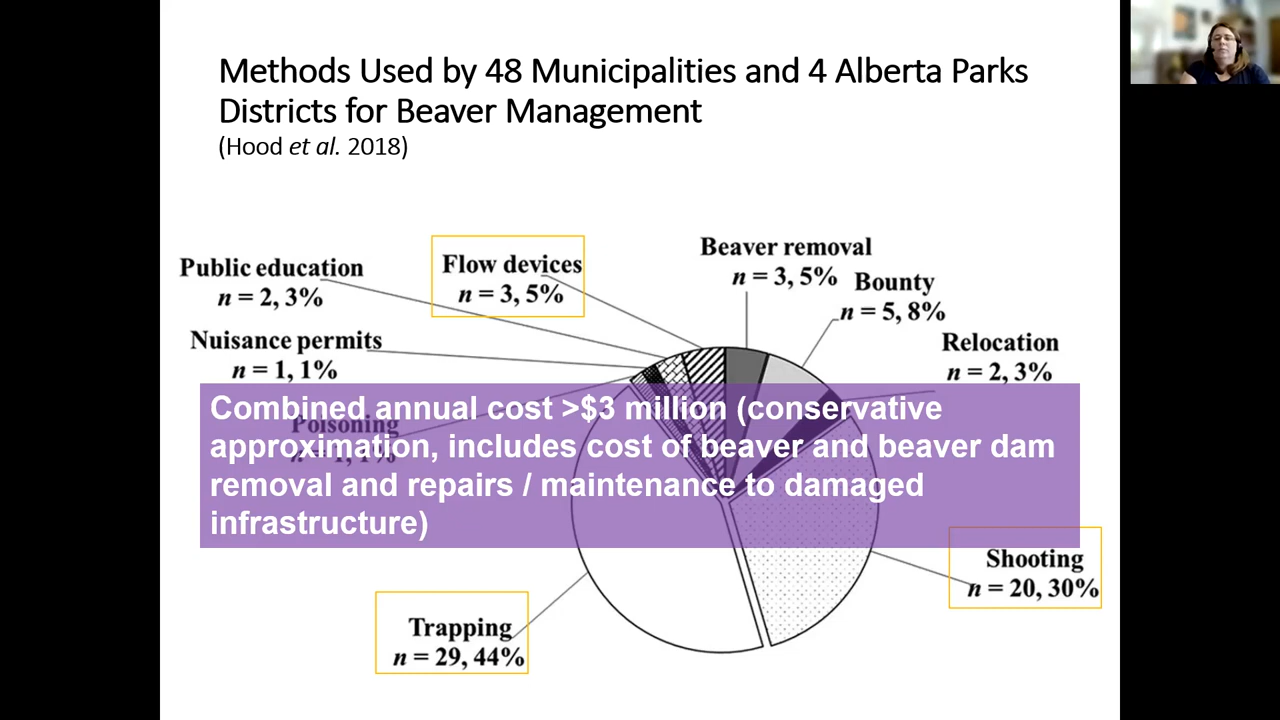 Methods Used by 48 Municipalities and 4 Alberta Parks
Districts for Beaver Management
(Hood et al. 2018)
Public education
n = 2, 3%
Flow devices
n = 3, 5%
Beaver removal
n = 3, 5%
Bounty
n = 5, 8%
Nuisance permits
n = 1, 1%
Relocation
n = 2, 3%
Poisoning
n = 1, 1%
Combined annual cost >$3 million (conservative
approximation, includes cost of beaver and beaver dam
removal and repairs / maintenance to damaged
infrastructure)
Shooting
n = 20, 30%
Trapping
n = 29, 44%